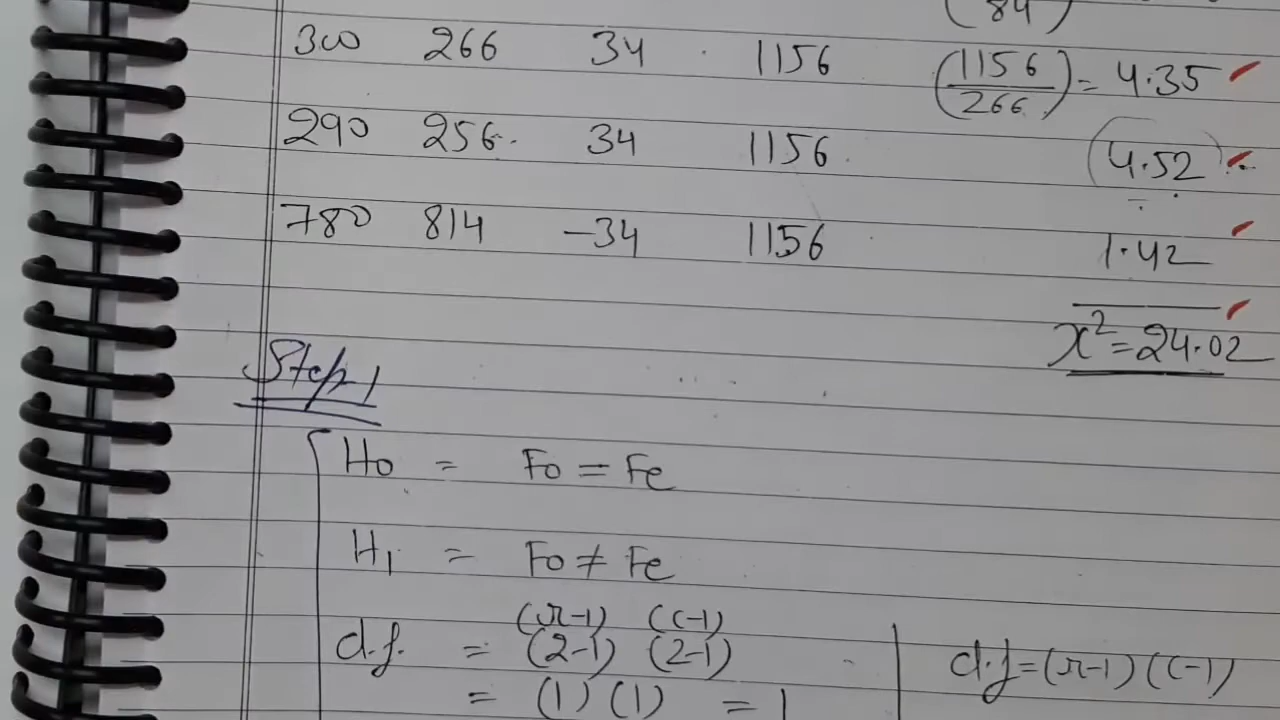 (84)
300 266 34 1156 (1156/266) = 4.35
290 256 34 1156 (4.52)
780 814 -34 1156 1.42
x² = 24.02
Step 1
H0 = Fo = Fe
H1 = Fo ≠ Fe
(r-1) (c-1)
d.f. = (2-1) (2-1)
= (1) (1) = 1
d.f = (r-1) (c-1)